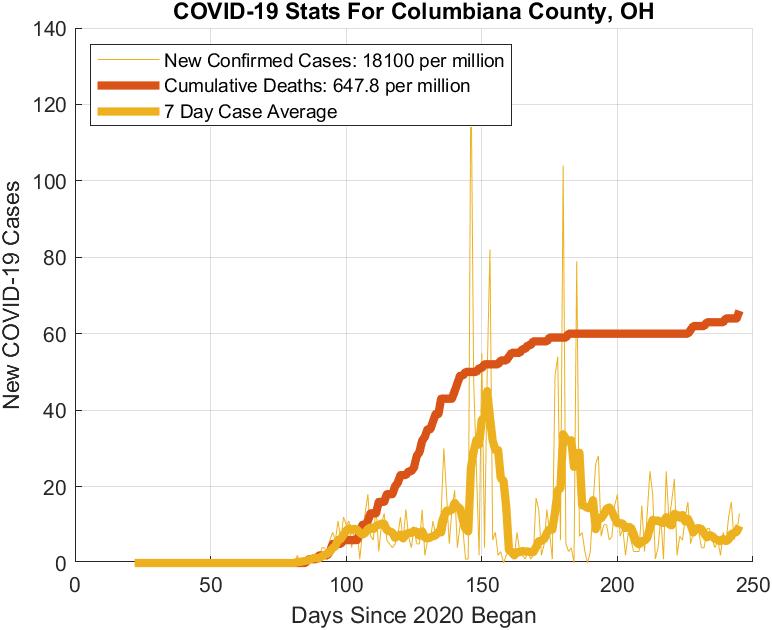 COVID-19 Stats For Columbiana County, OH
New Confirmed Cases: 18100 per million
Cumulative Deaths: 647.8 per million
7 Day Case Average
New COVID-19 Cases
140
120
100
80
60
40
20
0
0 50 100 150 200 250
Days Since 2020 Began